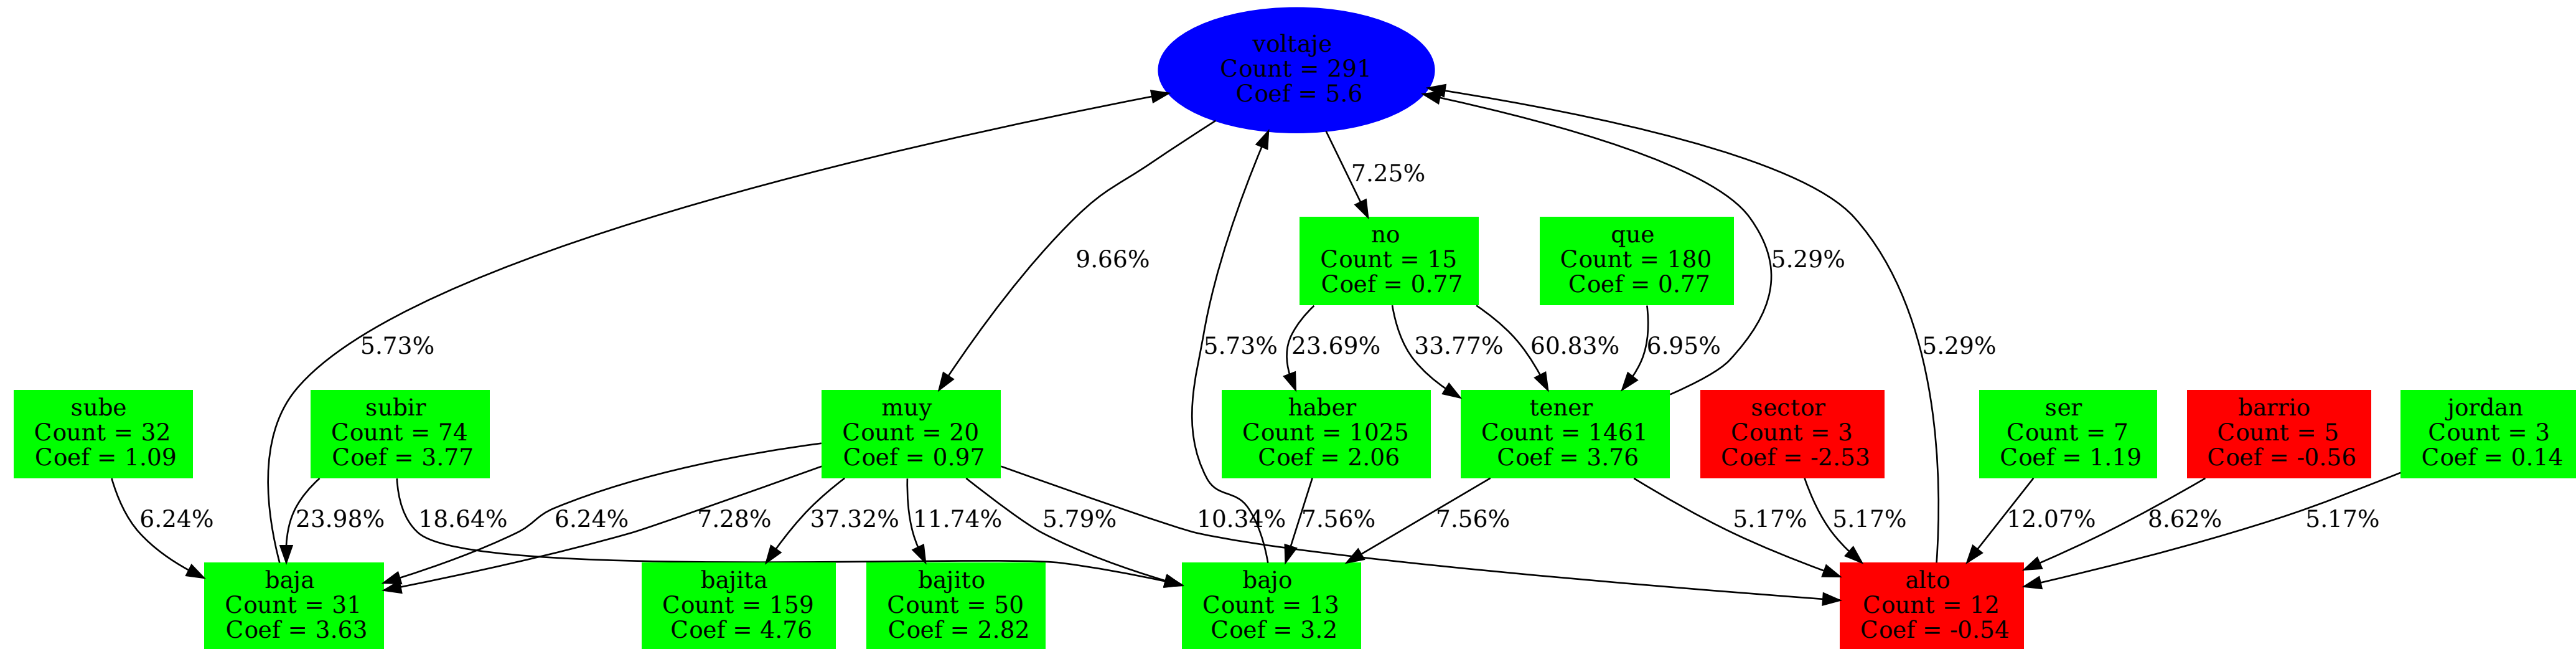 voltaje
Count = 291
Coef = 5.6
7.25%
no
Count = 15
Coef = 0.77
que
Count = 180
Coef = 0.77
9.66%
5.29%
5.73%
5.73%
23.69%
33.77%
60.83%
6.95%
5.29%
sube
Count = 32
Coef = 1.09
subir
Count = 74
Coef = 3.77
muy
Count = 20
Coef = 0.97
haber
Count = 1025
Coef = 2.06
tener
Count = 1461
Coef = 3.76
sector
Count = 3
Coef = -2.53
ser
Count = 7
Coef = 1.19
barrio
Count = 5
Coef = -0.56
jordan
Count = 3
Coef = 0.14
6.24%
23.98%
18.64%
6.24%
7.28%
37.32%
11.74%
5.79%
10.34%
7.56%
7.56%
5.17%
5.17%
12.07%
8.62%
5.17%
baja
Count = 31
Coef = 3.63
bajita
Count = 159
Coef = 4.76
bajito
Count = 50
Coef = 2.82
bajo
Count = 13
Coef = 3.2
alto
Count = 12
Coef = -0.54